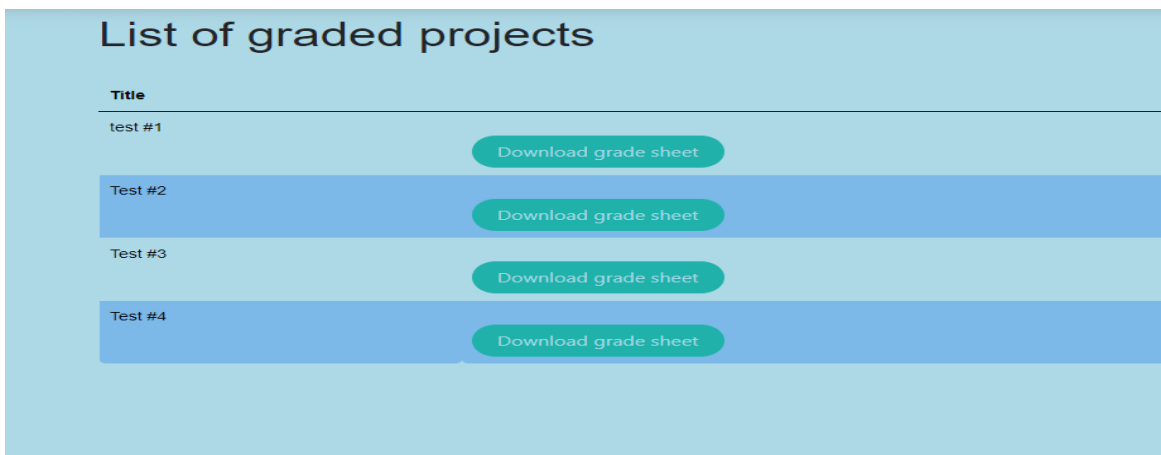 List of graded projects
Title
test #1
Download grade sheet
Test #2
Download grade sheet
Test #3
Download grade sheet
Test #4
Download grade sheet